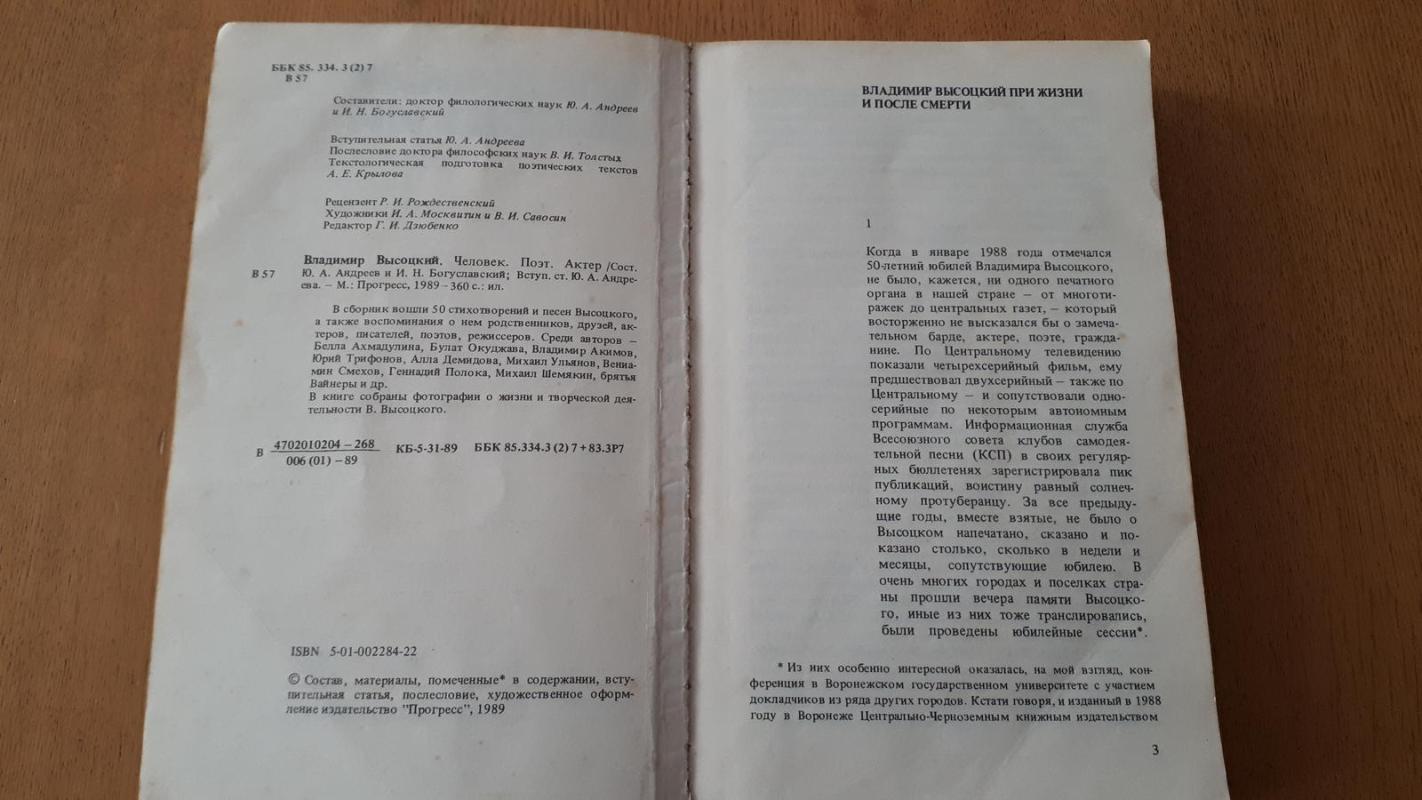 ББК 85. 334. 3 (2) 7
В 57
Составители: доктор филологических наук Ю. А. Андреев
и И. Н. Богуславский
Вступительная статья Ю. А. Андреева
Послесловие доктора философских наук В. И. Толстых
Текстологическая подготовка поэтических текстов
А. Е. Крылова
Рецензент Р. И. Рождественский
Художники И. А. Москвитин и В. И. Савосин
Редактор Г. И. Дзюбенко
Владимир Высоцкий. Человек. Поэт. Актер /Сост.
В 57 Ю. А. Андреев и И. Н. Богуславский; Вступ. ст. Ю. А. Андре-
ева. – М.: Прогресс, 1989 – 360 с.: ил.
В сборник вошли 50 стихотворений и песен Высоцкого,
а также воспоминания о нем родственников, друзей, ак-
теров, писателей, поэтов, режиссеров. Среди авторов –
Белла Ахмадулина, Булат Окуджава, Владимир Акимов,
Юрий Трифонов, Алла Демидова, Михаил Ульянов, Вениа-
мин Смехов, Геннадий Полока, Михаил Шемякин, братья
Вайнеры и др.
В книге собраны фотографии о жизни и творческой дея-
тельности В. Высоцкого.
В 4702010204 – 268 КБ-5-31-89 ББК 85.334.3 (2) 7 + 83.3Р7
006 (01) – 89
ISBN 5-01-002284-22
© Состав, материалы, помеченные* в содержании, всту-
пительная статья, послесловие, художественное оформ-
ление издательство "Прогресс", 1989
ВЛАДИМИР ВЫСОЦКИЙ ПРИ ЖИЗНИ
И ПОСЛЕ СМЕРТИ
1
Когда в январе 1988 года отмечался
50-летний юбилей Владимира Высоцкого,
не было, кажется, ни одного печатного
органа в нашей стране – от многоти-
ражек до центральных газет, – который
восторженно не высказался бы о замеча-
тельном барде, актере, поэте, гражда-
нине. По Центральному телевидению
показали четырехсерийный фильм, ему
предшествовал двухсерийный – также по
Центральному – и сопутствовали одно-
серийные по некоторым автономным
программам. Информационная служба
Всесоюзного совета клубов самодея-
тельной песни (КСП) в своих регуляр-
ных бюллетенях зарегистрировала пик
публикаций, воистину равный солнеч-
ному протуберанцу. За все предыду-
щие годы, вместе взятые, не было о
Высоцком напечатано, сказано и по-
казано столько, сколько в недели и
месяцы, сопутствующие юбилею. В
очень многих городах и поселках стра-
ны прошли вечера памяти Высоцко-
го, иные из них тоже транслировались,
были проведены юбилейные сессии*.
* Из них особенно интересной оказалась, на мой взгляд, кон-
ференция в Воронежском государственном университете с участием
докладчиков из ряда других городов. Кстати говоря, и изданный в 1988
году в Воронеже Центрально-Черноземным книжным издательством
3